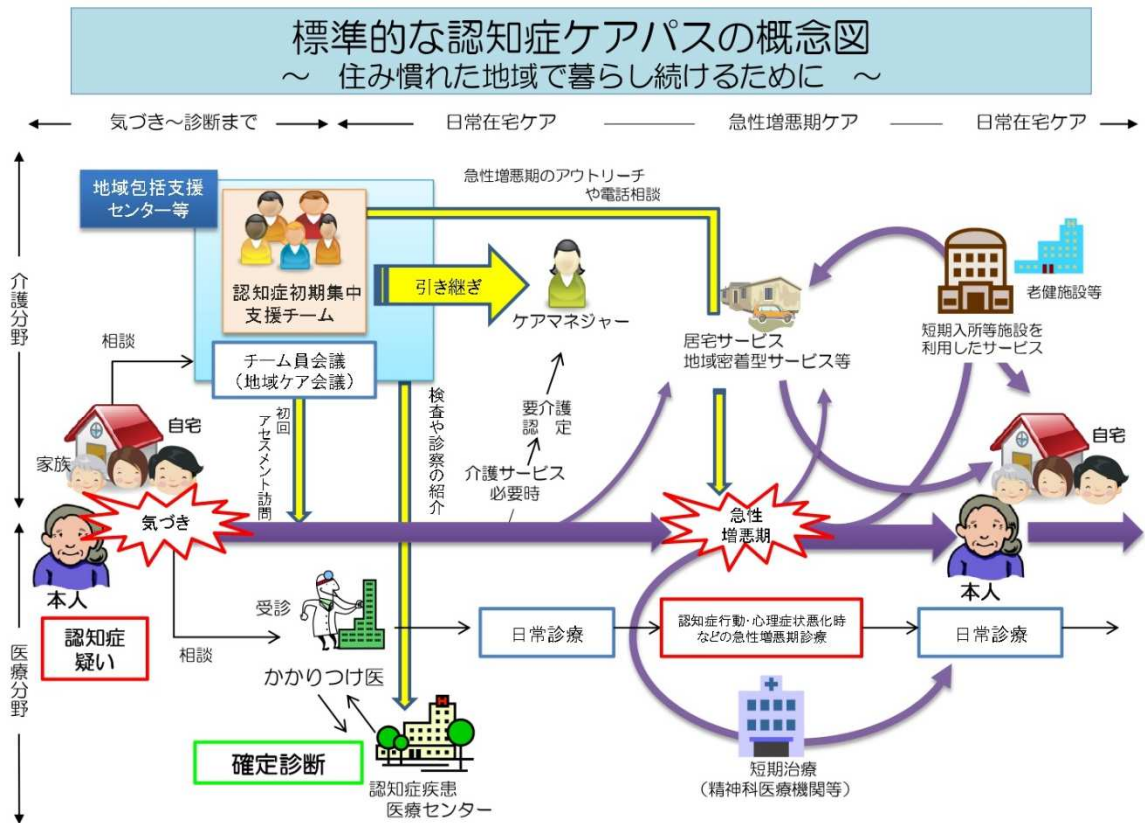 標準的な認知症ケアパスの概念図
～　住み慣れた地域で暮らし続けるために　～
気づき～診断まで
日常在宅ケア
急性増悪期ケア
日常在宅ケア
介護分野
医療分野
地域包括支援
センター等
認知症初期集中
支援チーム
チーム員会議
（地域ケア会議）
急性増悪期のアウトリーチ
や電話相談
引き継ぎ
ケアマネジャー
居宅サービス
地域密着型サービス等
老健施設等
短期入所等施設を
利用したサービス
相談
自宅
家族
気づき
本人
認知症
疑い
初回
アセスメント訪問
検査や診察の紹介
要介護
認　定
介護サービス
必要時
急性
増悪期
自宅
本人
相談
受診
かかりつけ医
確定診断
H
認知症疾患
医療センター
日常診療
認知症行動・心理症状悪化時
などの急性増悪期診療
日常診療
短期治療
（精神科医療機関等）